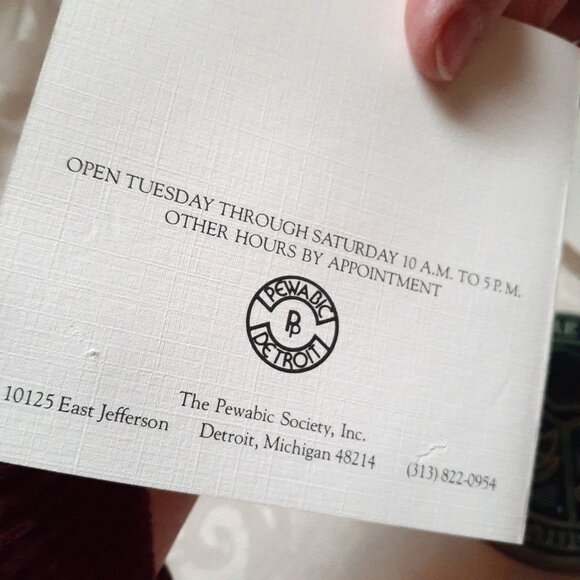 OPEN TUESDAY THROUGH SATURDAY 10 A.M. TO 5 P.M.
OTHER HOURS BY APPOINTMENT
PEWABIC
PP
DETROIT
The Pewabic Society, Inc.
10125 East Jefferson Detroit, Michigan 48214 (313) 822-0954